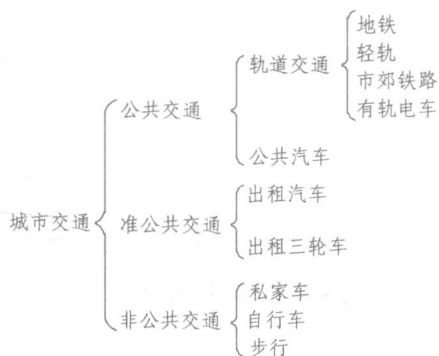 城市交通
公共交通
轨道交通
地铁
轻轨
市郊铁路
有轨电车
公共汽车
准公共交通
出租汽车
出租三轮车
非公共交通
私家车
自行车
步行